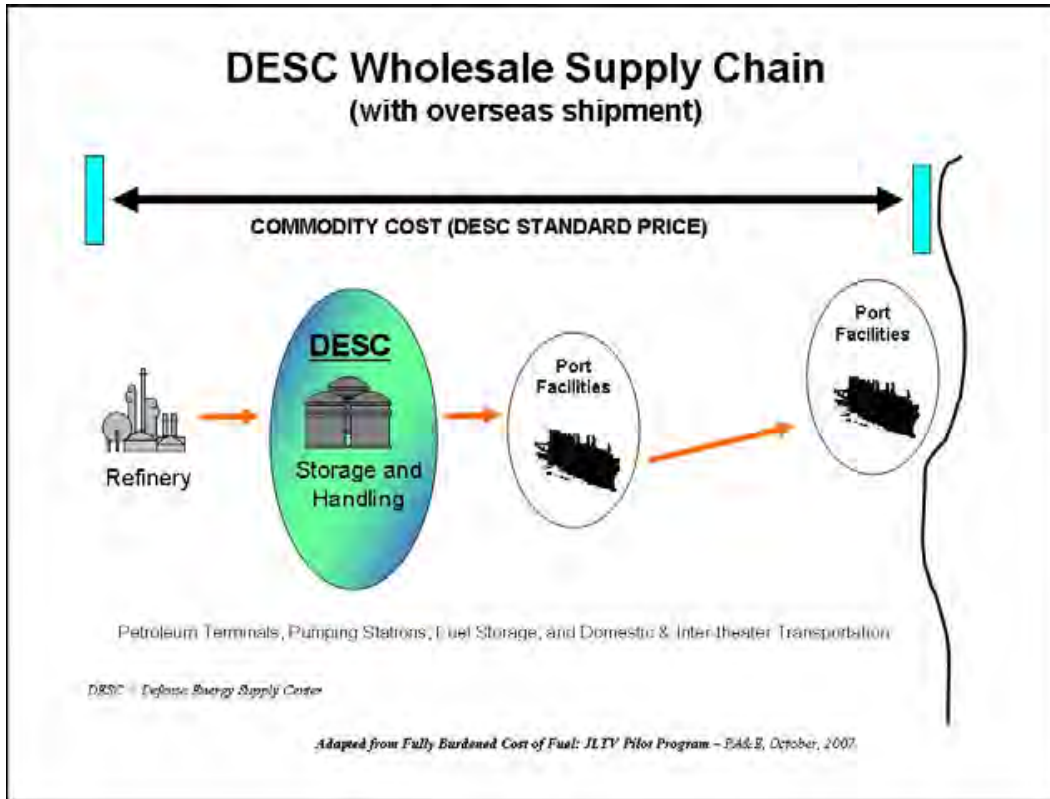 DESC Wholesale Supply Chain
(with overseas shipment)
COMMODITY COST (DESC STANDARD PRICE)
Refinery
DESC
Storage and
Handling
Port
Facilities
Port
Facilities
Petroleum Terminals, Pumping Stations, Fuel Storage, and Domestic & Inter-theater Transportation
DESC = Defense Energy Supply Center
Adapted from Fully Burdened Cost of Fuel: JLTV Pilot Program – PA&E, October, 2007.